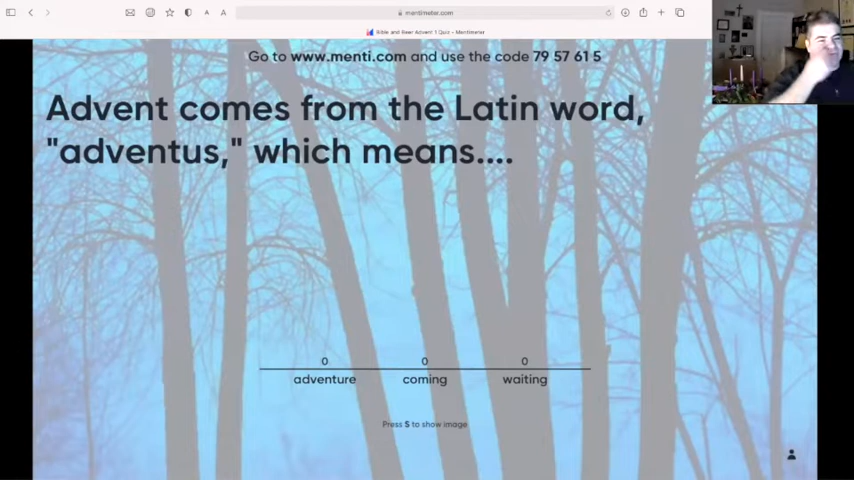 mentimeter.com
Bible and Beer Advent 1 Quiz – Mentimeter
Go to www.menti.com and use the code 79 57 61 5
Advent comes from the Latin word,
"adventus," which means....
0 0 0
adventure coming waiting
Press S to show image